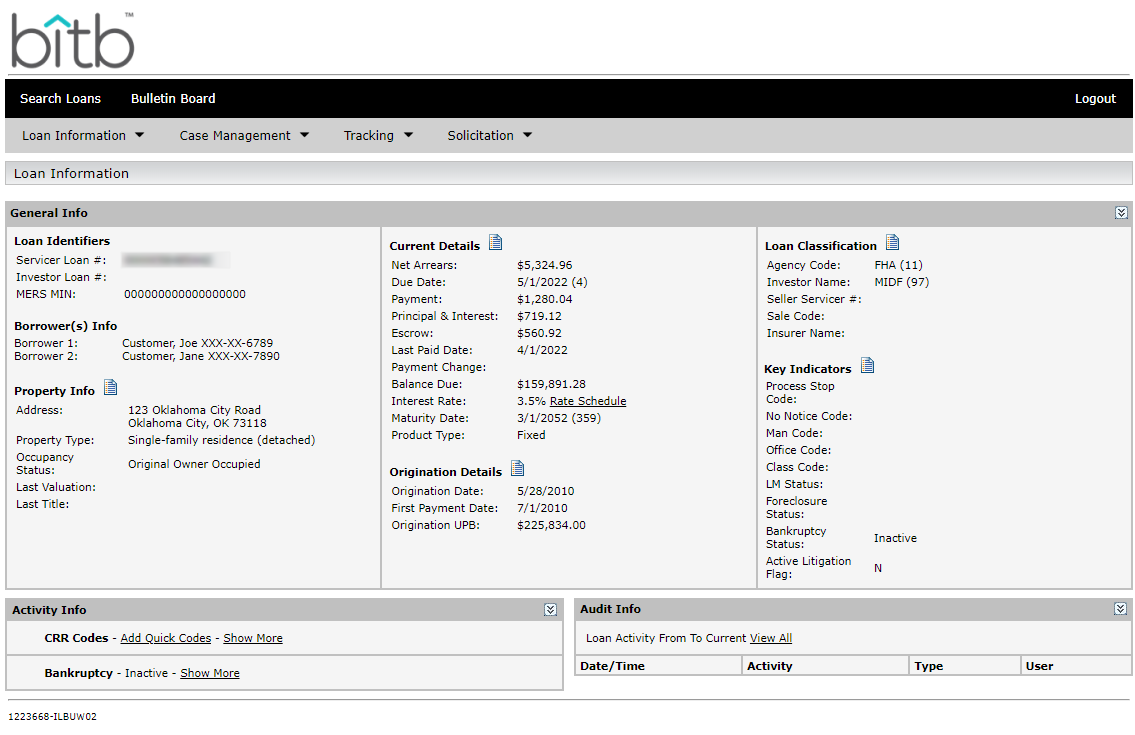 bitb™
Search Loans Bulletin Board Logout
Loan Information Case Management Tracking Solicitation
Loan Information
General Info
Loan Identifiers
Servicer Loan #:
Investor Loan #:
MERS MIN: 000000000000000000
Borrower(s) Info
Borrower 1: Customer, Joe XXX-XX-6789
Borrower 2: Customer, Jane XXX-XX-7890
Property Info
Address: 123 Oklahoma City Road
Oklahoma City, OK 73118
Property Type: Single-family residence (detached)
Occupancy
Status: Original Owner Occupied
Last Valuation:
Last Title:
Current Details
Net Arrears: $5,324.96
Due Date: 5/1/2022 (4)
Payment: $1,280.04
Principal & Interest: $719.12
Escrow: $560.92
Last Paid Date: 4/1/2022
Payment Change:
Balance Due: $159,891.28
Interest Rate: 3.5% Rate Schedule
Maturity Date: 3/1/2052 (359)
Product Type: Fixed
Origination Details
Origination Date: 5/28/2010
First Payment Date: 7/1/2010
Origination UPB: $225,834.00
Loan Classification
Agency Code: FHA (11)
Investor Name: MIDF (97)
Seller Servicer #:
Sale Code:
Insurer Name:
Key Indicators
Process Stop
Code:
No Notice Code:
Man Code:
Office Code:
Class Code:
LM Status:
Foreclosure
Status:
Bankruptcy
Status: Inactive
Active Litigation
Flag: N
Activity Info
CRR Codes - Add Quick Codes - Show More
Bankruptcy - Inactive - Show More
Audit Info
Loan Activity From To Current View All
Date/Time Activity Type User
1223668-ILBUW02